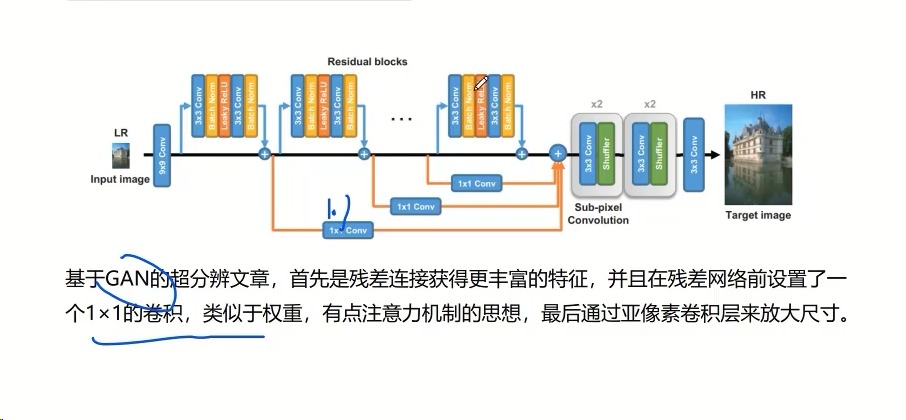 Residual blocks
3x3 Conv
Batch Norm
Leaky ReLU
3x3 Conv
Batch Norm
3x3 Conv
Batch Norm
Leaky ReLU
3x3 Conv
Batch Norm
...
3x3 Conv
Batch Norm
Leaky ReLU
3x3 Conv
Batch Norm
x2
x2
HR
LR
Input image
9x9 Conv
3x3 Conv
Shuffler
3x3 Conv
Shuffler
3x3 Conv
1x1 Conv
1x1 Conv
1x1 Conv
Sub-pixel
Convolution
Target image
基于GAN的超分辨文章，首先是残差连接获得更丰富的特征，并且在残差网络前设置了一
个1×1的卷积，类似于权重，有点注意力机制的思想，最后通过亚像素卷积层来放大尺寸。